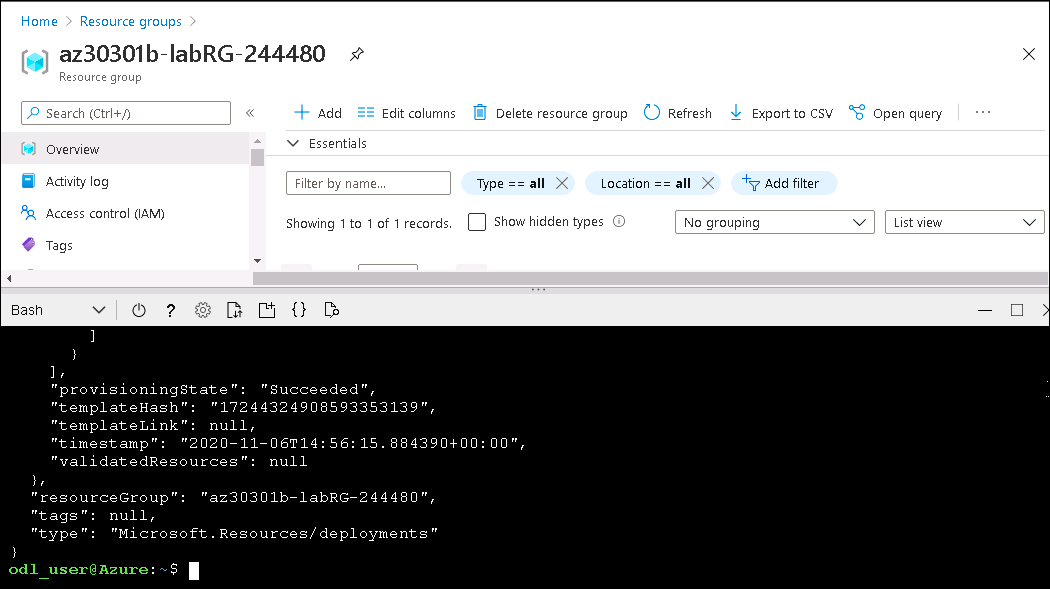 Home > Resource groups >
az30301b-labRG-244480
Resource group
Search (Ctrl+/)
«
Add
Edit columns
Delete resource group
Refresh
Export to CSV
Open query
...
Overview
Activity log
Access control (IAM)
Tags
Essentials
Filter by name...
Type == all
Location == all
Add filter
Showing 1 to 1 of 1 records.
Show hidden types
No grouping
List view
Bash
?
{}
]
}
],
"provisioningState": "Succeeded",
"templateHash": "17244324908593353139",
"templateLink": null,
"timestamp": "2020-11-06T14:56:15.884390+00:00",
"validatedResources": null
},
"resourceGroup": "az30301b-labRG-244480",
"tags": null,
"type": "Microsoft.Resources/deployments"
}
odl_user@Azure:~$